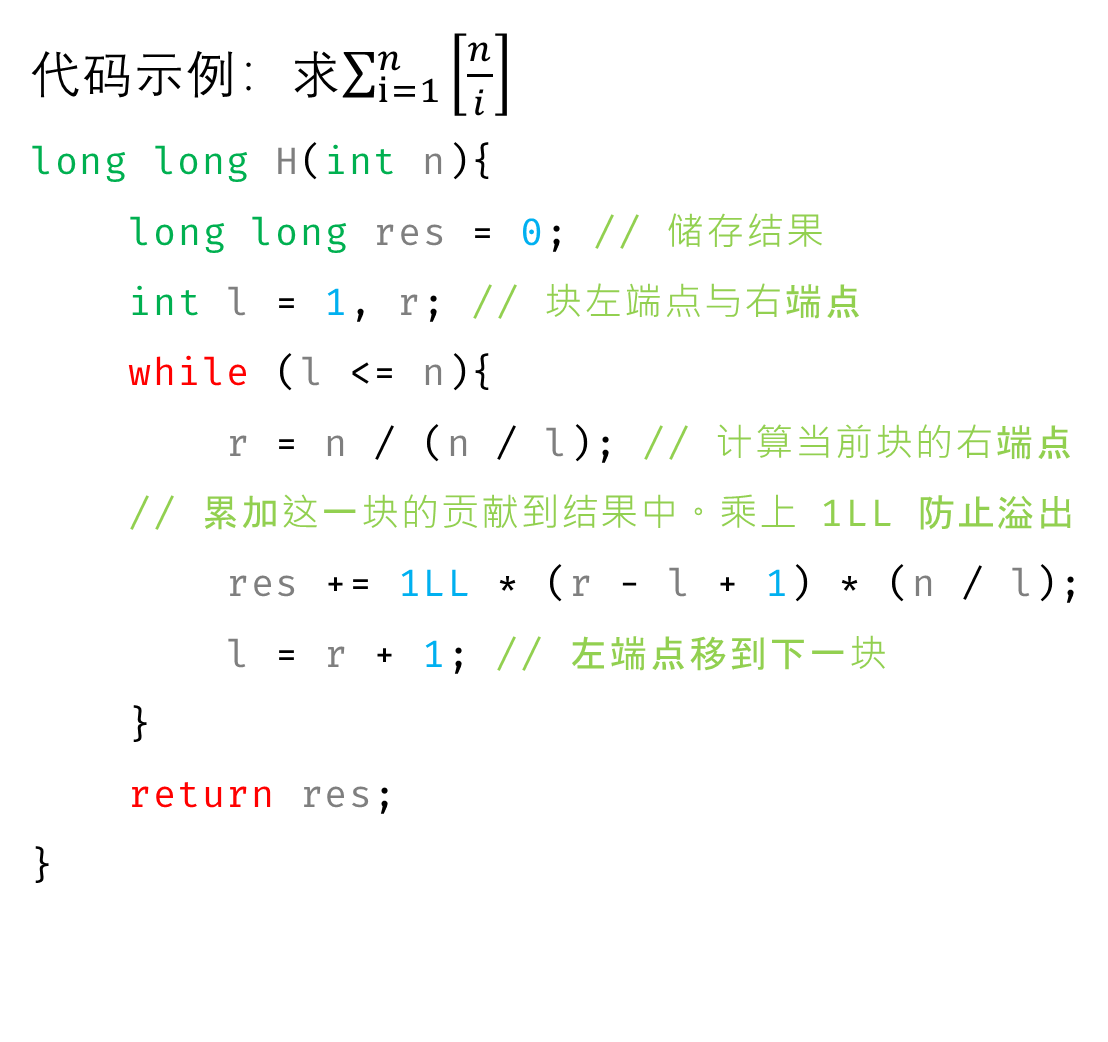 代码示例：求∑ⁿᵢ₌₁[n/i]
long long H(int n){
    long long res = 0; // 储存结果
    int l = 1, r; // 块左端点与右端点
    while (l <= n){
        r = n / (n / l); // 计算当前块的右端点
    // 累加这一块的贡献到结果中。乘上 1LL 防止溢出
        res += 1LL * (r - l + 1) * (n / l);
        l = r + 1; // 左端点移到下一块
    }
    return res;
}